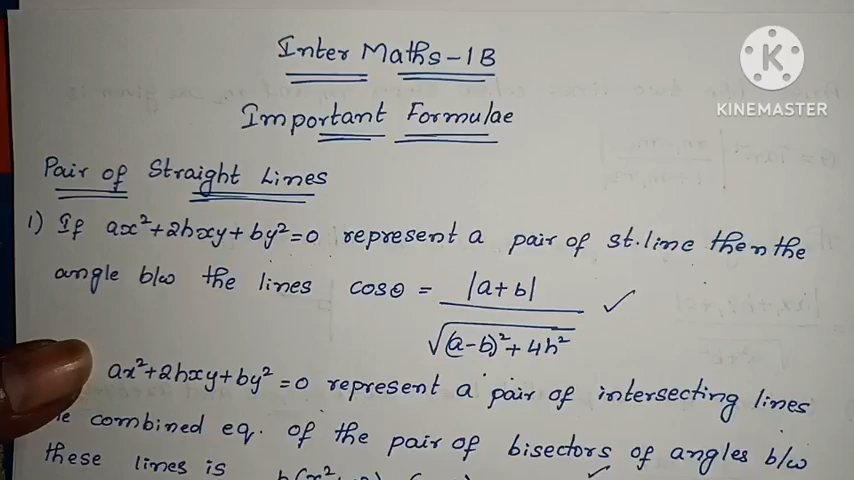 Inter Maths-1B
KINEMASTER
Important Formulae
Pair of Straight Lines
1) If ax²+2hxy+by²=0 represent a pair of st.line then the
angle b/w the lines cosθ = |a+b| / √(a-b)²+4h²
ax²+2hxy+by²=0 represent a pair of intersecting lines
combined eq. of the pair of bisectors of angles b/w
these lines is